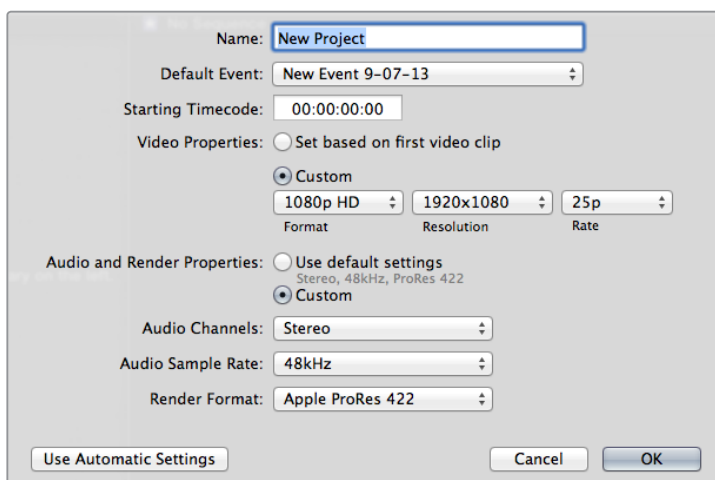 No Sequence
Name: New Project
Default Event: New Event 9-07-13
Starting Timecode: 00:00:00:00
Video Properties: Set based on first video clip
Custom
1080p HD 1920x1080 25p
Format Resolution Rate
Audio and Render Properties: Use default settings
Stereo, 48kHz, ProRes 422
Custom
Audio Channels: Stereo
Audio Sample Rate: 48kHz
Render Format: Apple ProRes 422
Use Automatic Settings Cancel OK